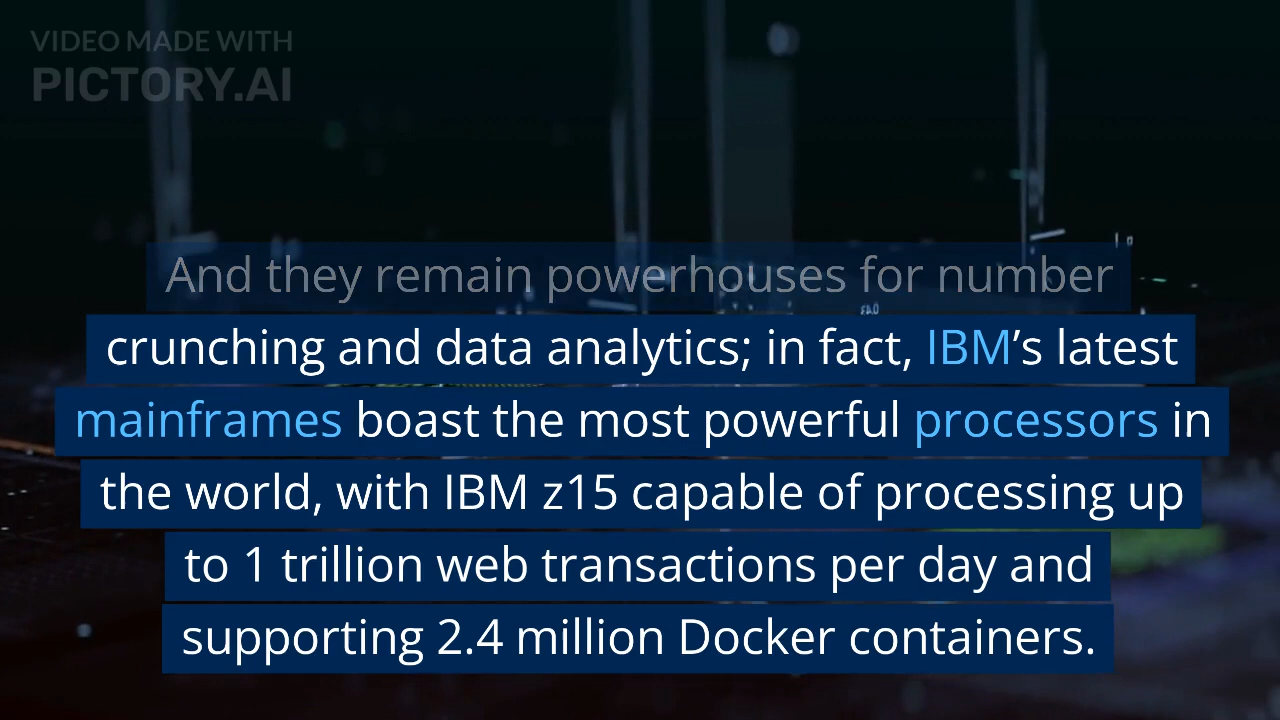 VIDEO MADE WITH
PICTORY.AI
And they remain powerhouses for number
crunching and data analytics; in fact, IBM’s latest
mainframes boast the most powerful processors in
the world, with IBM z15 capable of processing up
to 1 trillion web transactions per day and
supporting 2.4 million Docker containers.